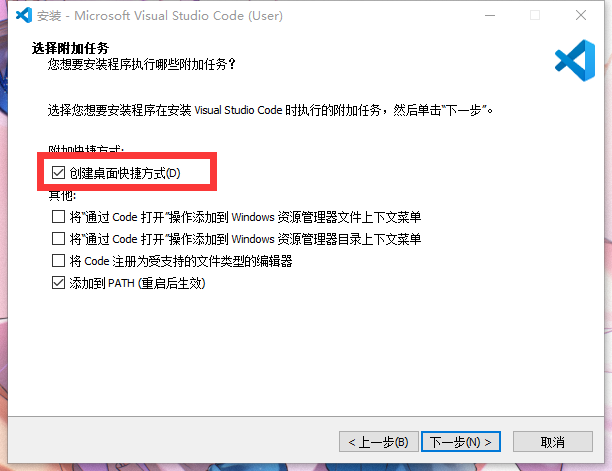 安装 - Microsoft Visual Studio Code (User)
选择附加任务
您想要安装程序执行哪些附加任务？
选择您想要安装程序在安装 Visual Studio Code 时执行的附加任务，然后单击“下一步”。
附加快捷方式:
创建桌面快捷方式(D)
其他:
将“通过 Code 打开”操作添加到 Windows 资源管理器文件上下文菜单
将“通过 Code 打开”操作添加到 Windows 资源管理器目录上下文菜单
将 Code 注册为受支持的文件类型的编辑器
添加到 PATH (重启后生效)
< 上一步(B) 下一步(N) > 取消